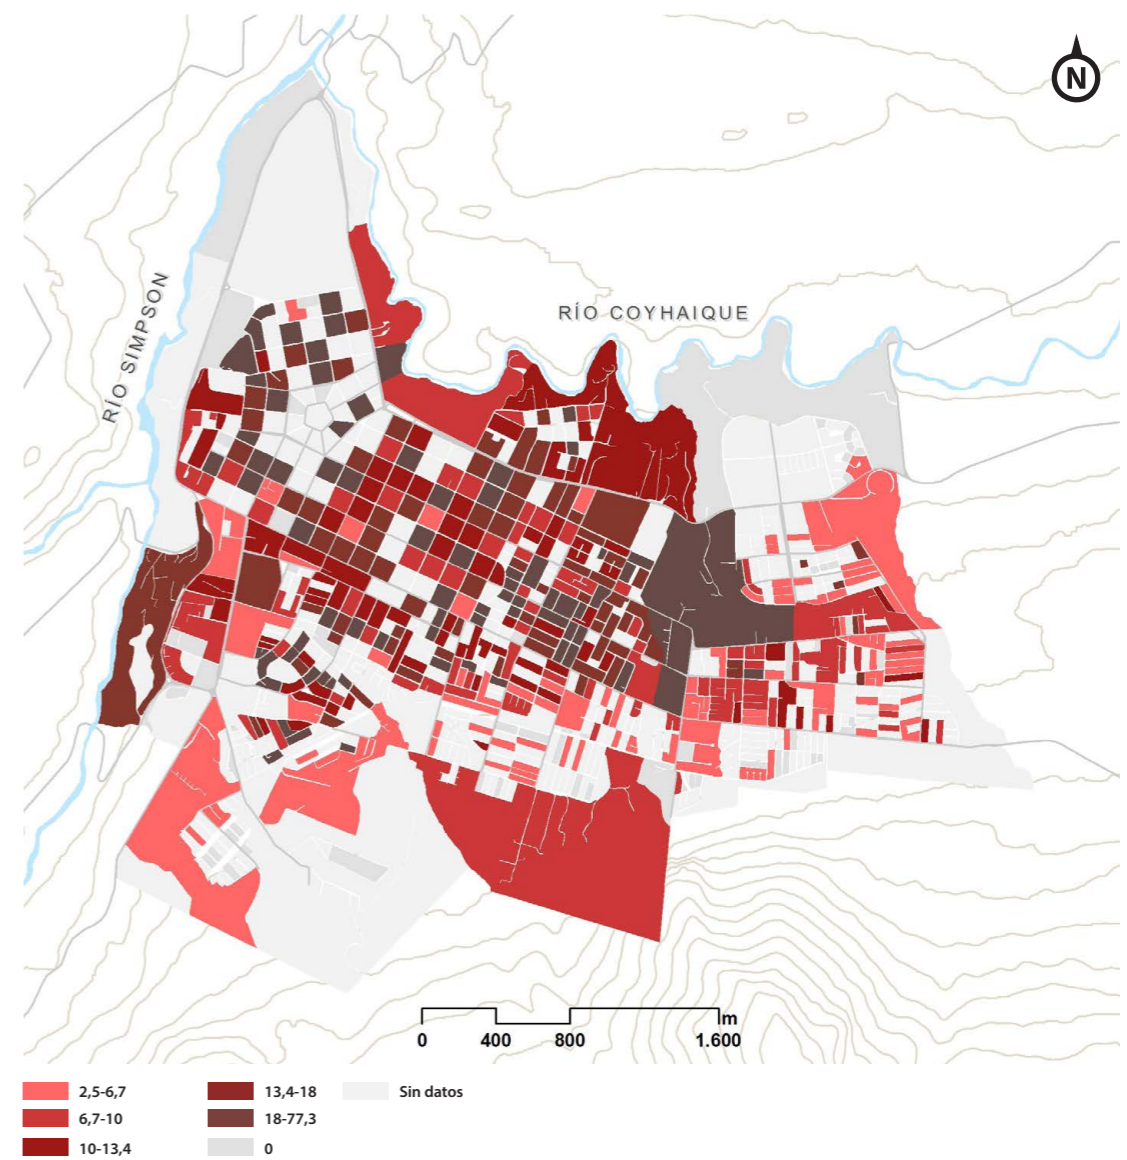 N
RÍO SIMPSON
RÍO COYHAIQUE
m
0 400 800 1.600
2,5-6,7 13,4-18 Sin datos
6,7-10 18-77,3
10-13,4 0